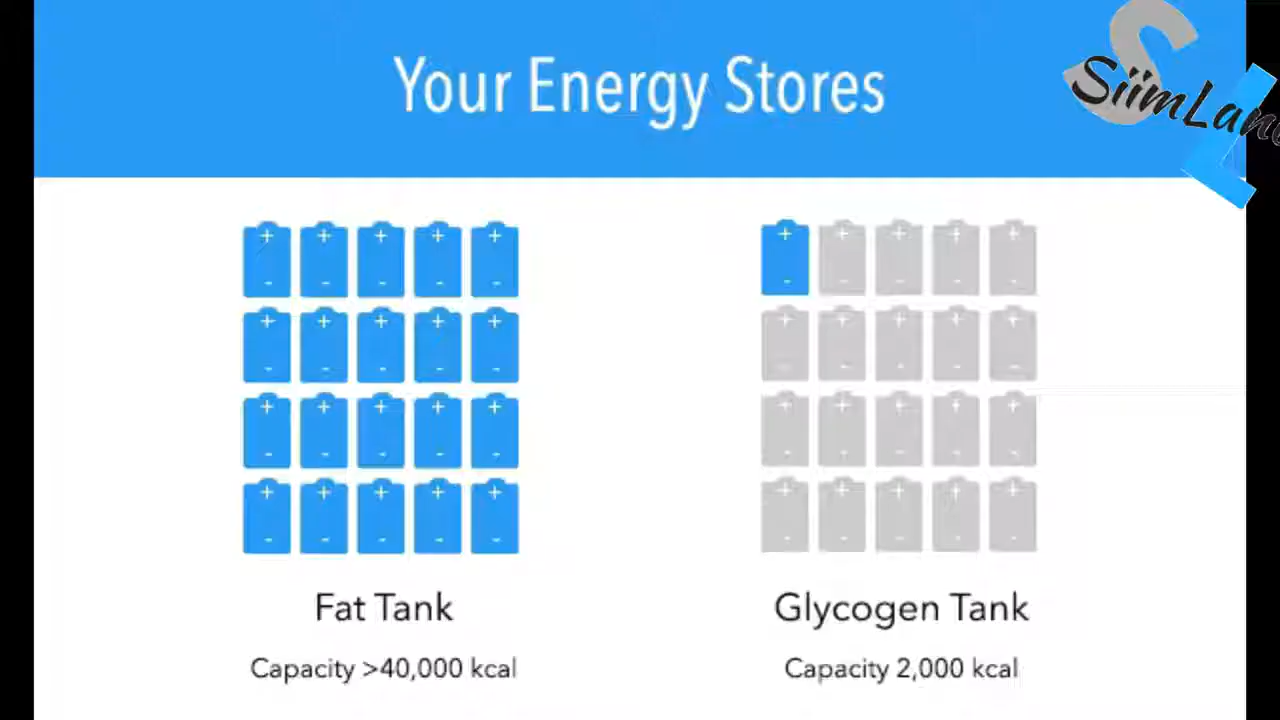 Your Energy Stores
SiimLand
Fat Tank
Glycogen Tank
Capacity >40,000 kcal
Capacity 2,000 kcal